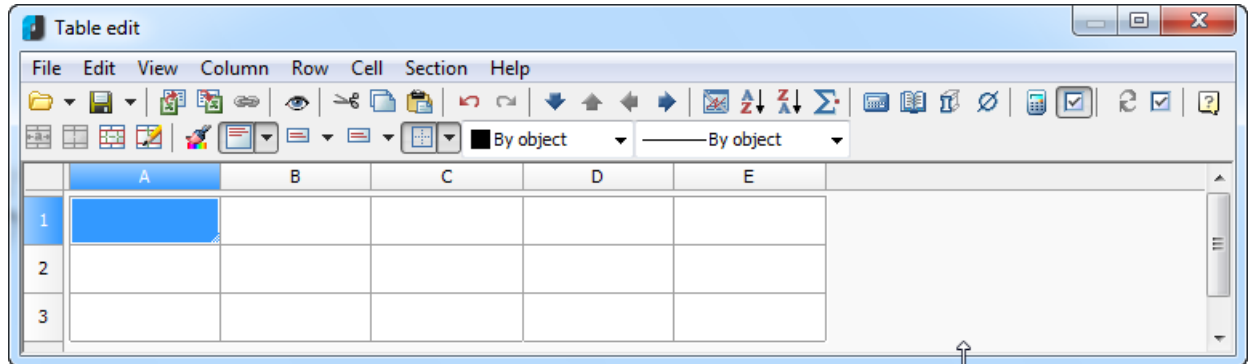 Table edit
File Edit View Column Row Cell Section Help
By object By object
A B C D E
1
2
3